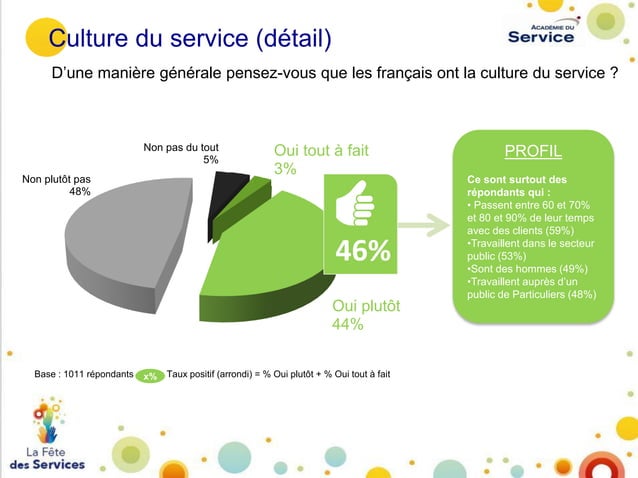 Culture du service (détail)
ACADÉMIE DU
Service
D'une manière générale pensez-vous que les français ont la culture du service ?
Non pas du tout
5%
Oui tout à fait
3%
Non plutôt pas
48%
46%
Oui plutôt
44%
PROFIL
Ce sont surtout des
répondants qui :
• Passent entre 60 et 70%
et 80 et 90% de leur temps
avec des clients (59%)
•Travaillent dans le secteur
public (53%)
•Sont des hommes (49%)
•Travaillent auprès d'un
public de Particuliers (48%)
Base : 1011 répondants x% Taux positif (arrondi) = % Oui plutôt + % Oui tout à fait
La Fête
des Services